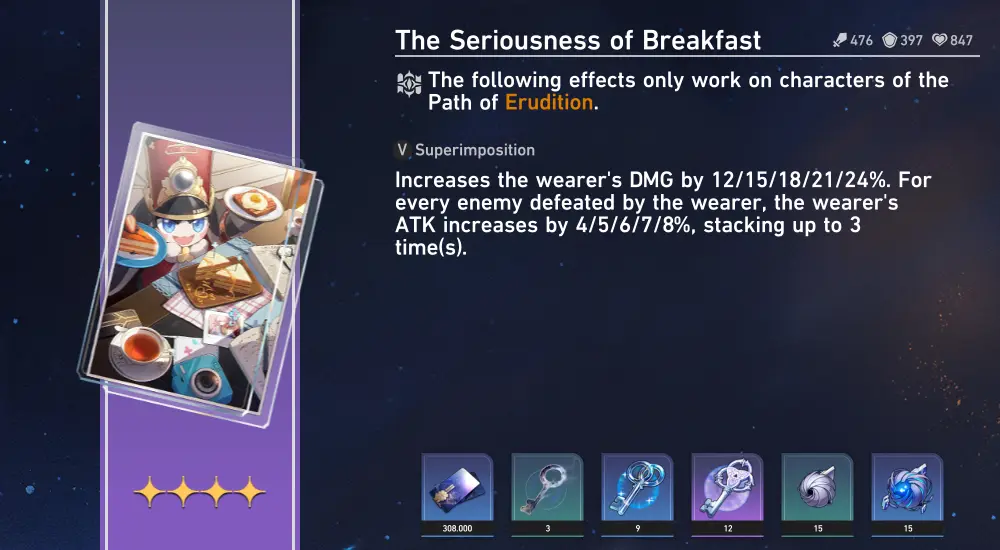 The Seriousness of Breakfast
476 397 847
The following effects only work on characters of the
Path of Erudition.
V Superimposition
Increases the wearer's DMG by 12/15/18/21/24%. For
every enemy defeated by the wearer, the wearer's
ATK increases by 4/5/6/7/8%, stacking up to 3
time(s).
308.000 3 9 12 15 15